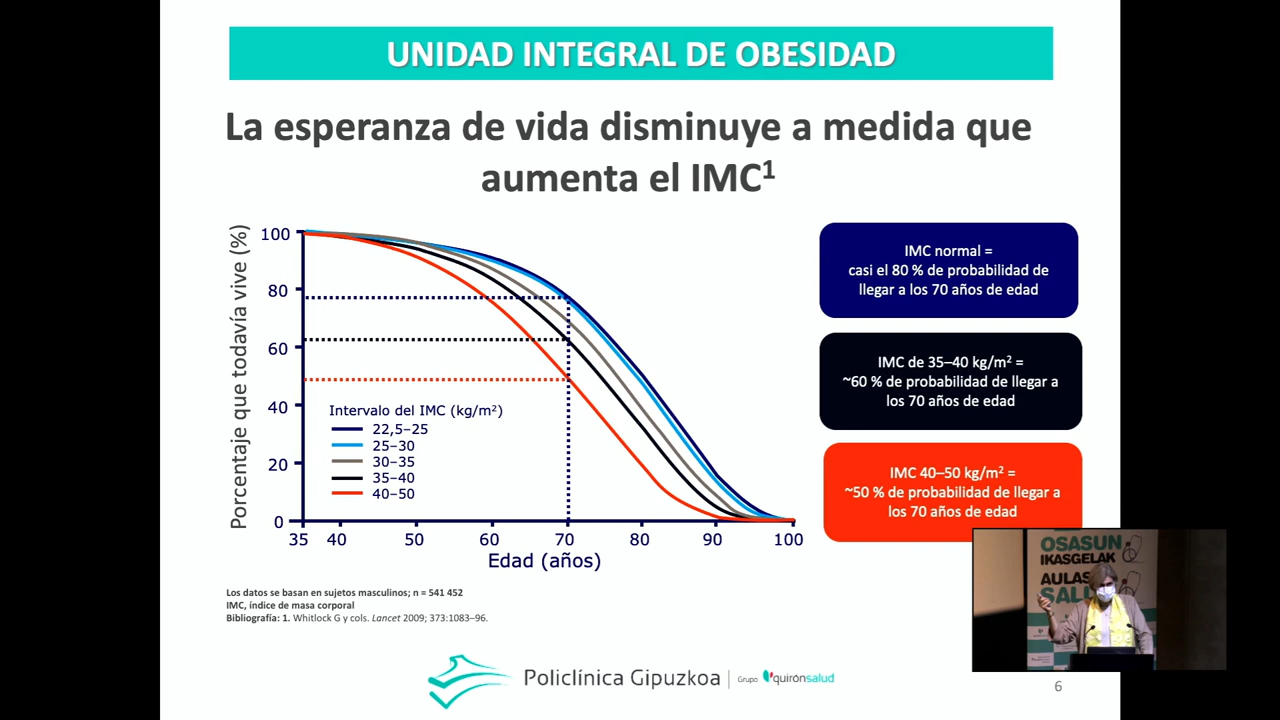 UNIDAD INTEGRAL DE OBESIDAD
La esperanza de vida disminuye a medida que
aumenta el IMC¹
Porcentaje que todavía vive (%)
100
80
60
40
20
0
35 40 50 60 70 80 90 100
Edad (años)
Intervalo del IMC (kg/m²)
22,5–25
25–30
30–35
35–40
40–50
IMC normal =
casi el 80 % de probabilidad de
llegar a los 70 años de edad
IMC de 35–40 kg/m² =
~60 % de probabilidad de llegar a
los 70 años de edad
IMC 40–50 kg/m² =
~50 % de probabilidad de llegar a
los 70 años de edad
Los datos se basan en sujetos masculinos; n = 541 452
IMC, índice de masa corporal
Bibliografía: 1. Whitlock G y cols. Lancet 2009; 373:1083–96.
Policlínica Gipuzkoa
Grupo quirónsalud
6
OSASUN
IKASGELAK
AULAS